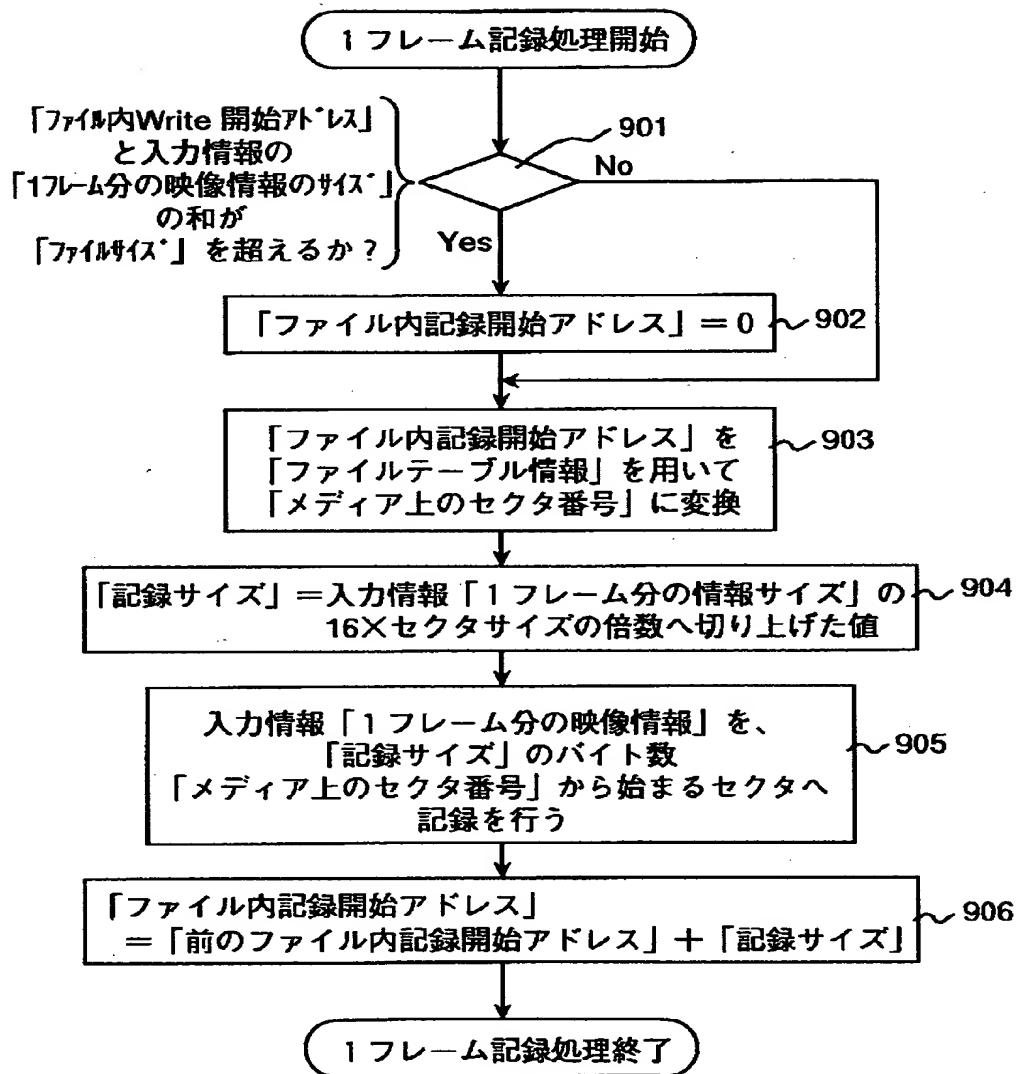 1フレーム記録処理開始
「ファイル内Write 開始アドレス」
と入力情報の
「1フレーム分の映像情報のサイズ」
の和が
「ファイルサイズ」を超えるか?
901
No
Yes
「ファイル内記録開始アドレス」=0
902
「ファイル内記録開始アドレス」を
「ファイルテーブル情報」を用いて
「メディア上のセクタ番号」に変換
903
「記録サイズ」=入力情報「1フレーム分の情報サイズ」の
16×セクタサイズの倍数へ切り上げた値
904
入力情報「1フレーム分の映像情報」を、
「記録サイズ」のバイト数
「メディア上のセクタ番号」から始まるセクタへ
記録を行う
905
「ファイル内記録開始アドレス」
=「前のファイル内記録開始アドレス」+「記録サイズ」
906
1フレーム記録処理終了